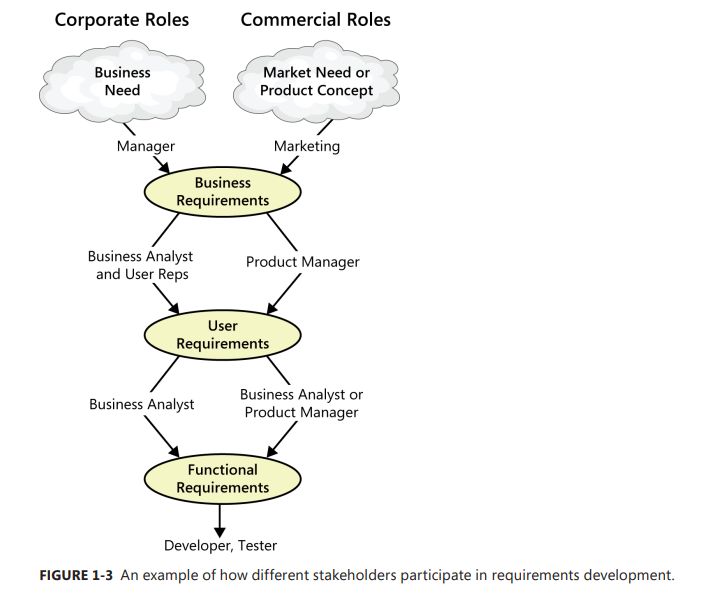 Corporate Roles
Commercial Roles
Business
Need
Market Need or
Product Concept
Manager
Marketing
Business
Requirements
Business Analyst
and User Reps
Product Manager
User
Requirements
Business Analyst
Business Analyst or
Product Manager
Functional
Requirements
Developer, Tester
FIGURE 1-3 An example of how different stakeholders participate in requirements development.